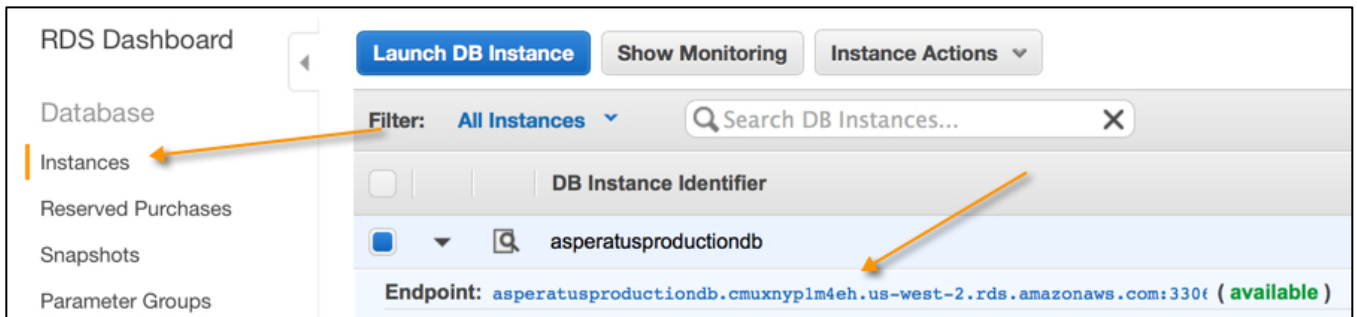 RDS Dashboard
Launch DB Instance Show Monitoring Instance Actions
Database
Filter: All Instances Search DB Instances...
Instances
DB Instance Identifier
Reserved Purchases
asperatusproductiondb
Snapshots
Endpoint: asperatusproductiondb.cmuxnyplm4eh.us-west-2.rds.amazonaws.com:3306 ( available )
Parameter Groups